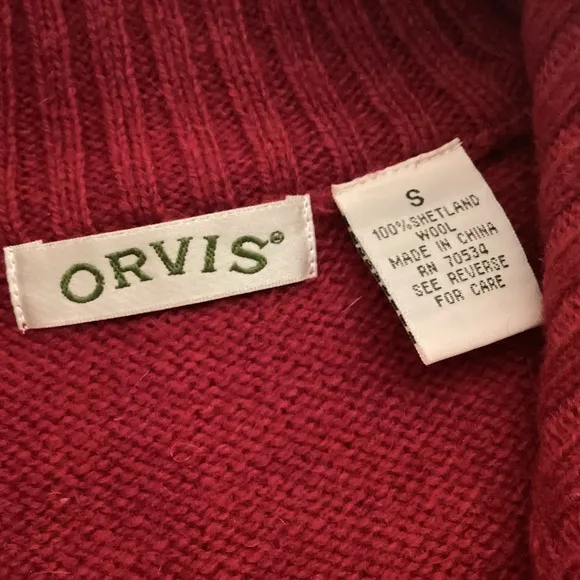 ORVIS®
S
100%SHETLAND
WOOL
MADE IN CHINA
RN 70534
SEE REVERSE
FOR CARE